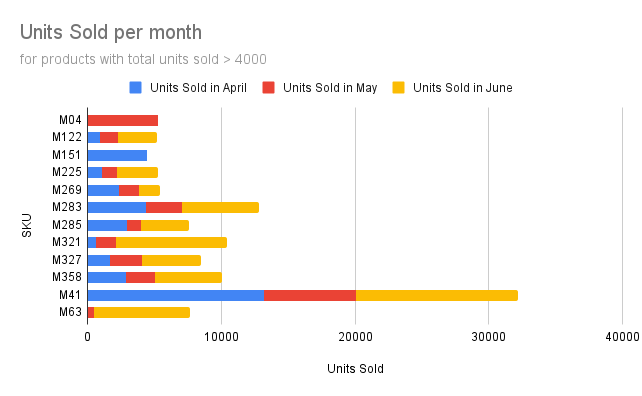 Units Sold per month
for products with total units sold > 4000
Units Sold in April Units Sold in May Units Sold in June
M04
M122
M151
M225
M269
M283
M285
M321
M327
M358
M41
M63
SKU
0 10000 20000 30000 40000
Units Sold